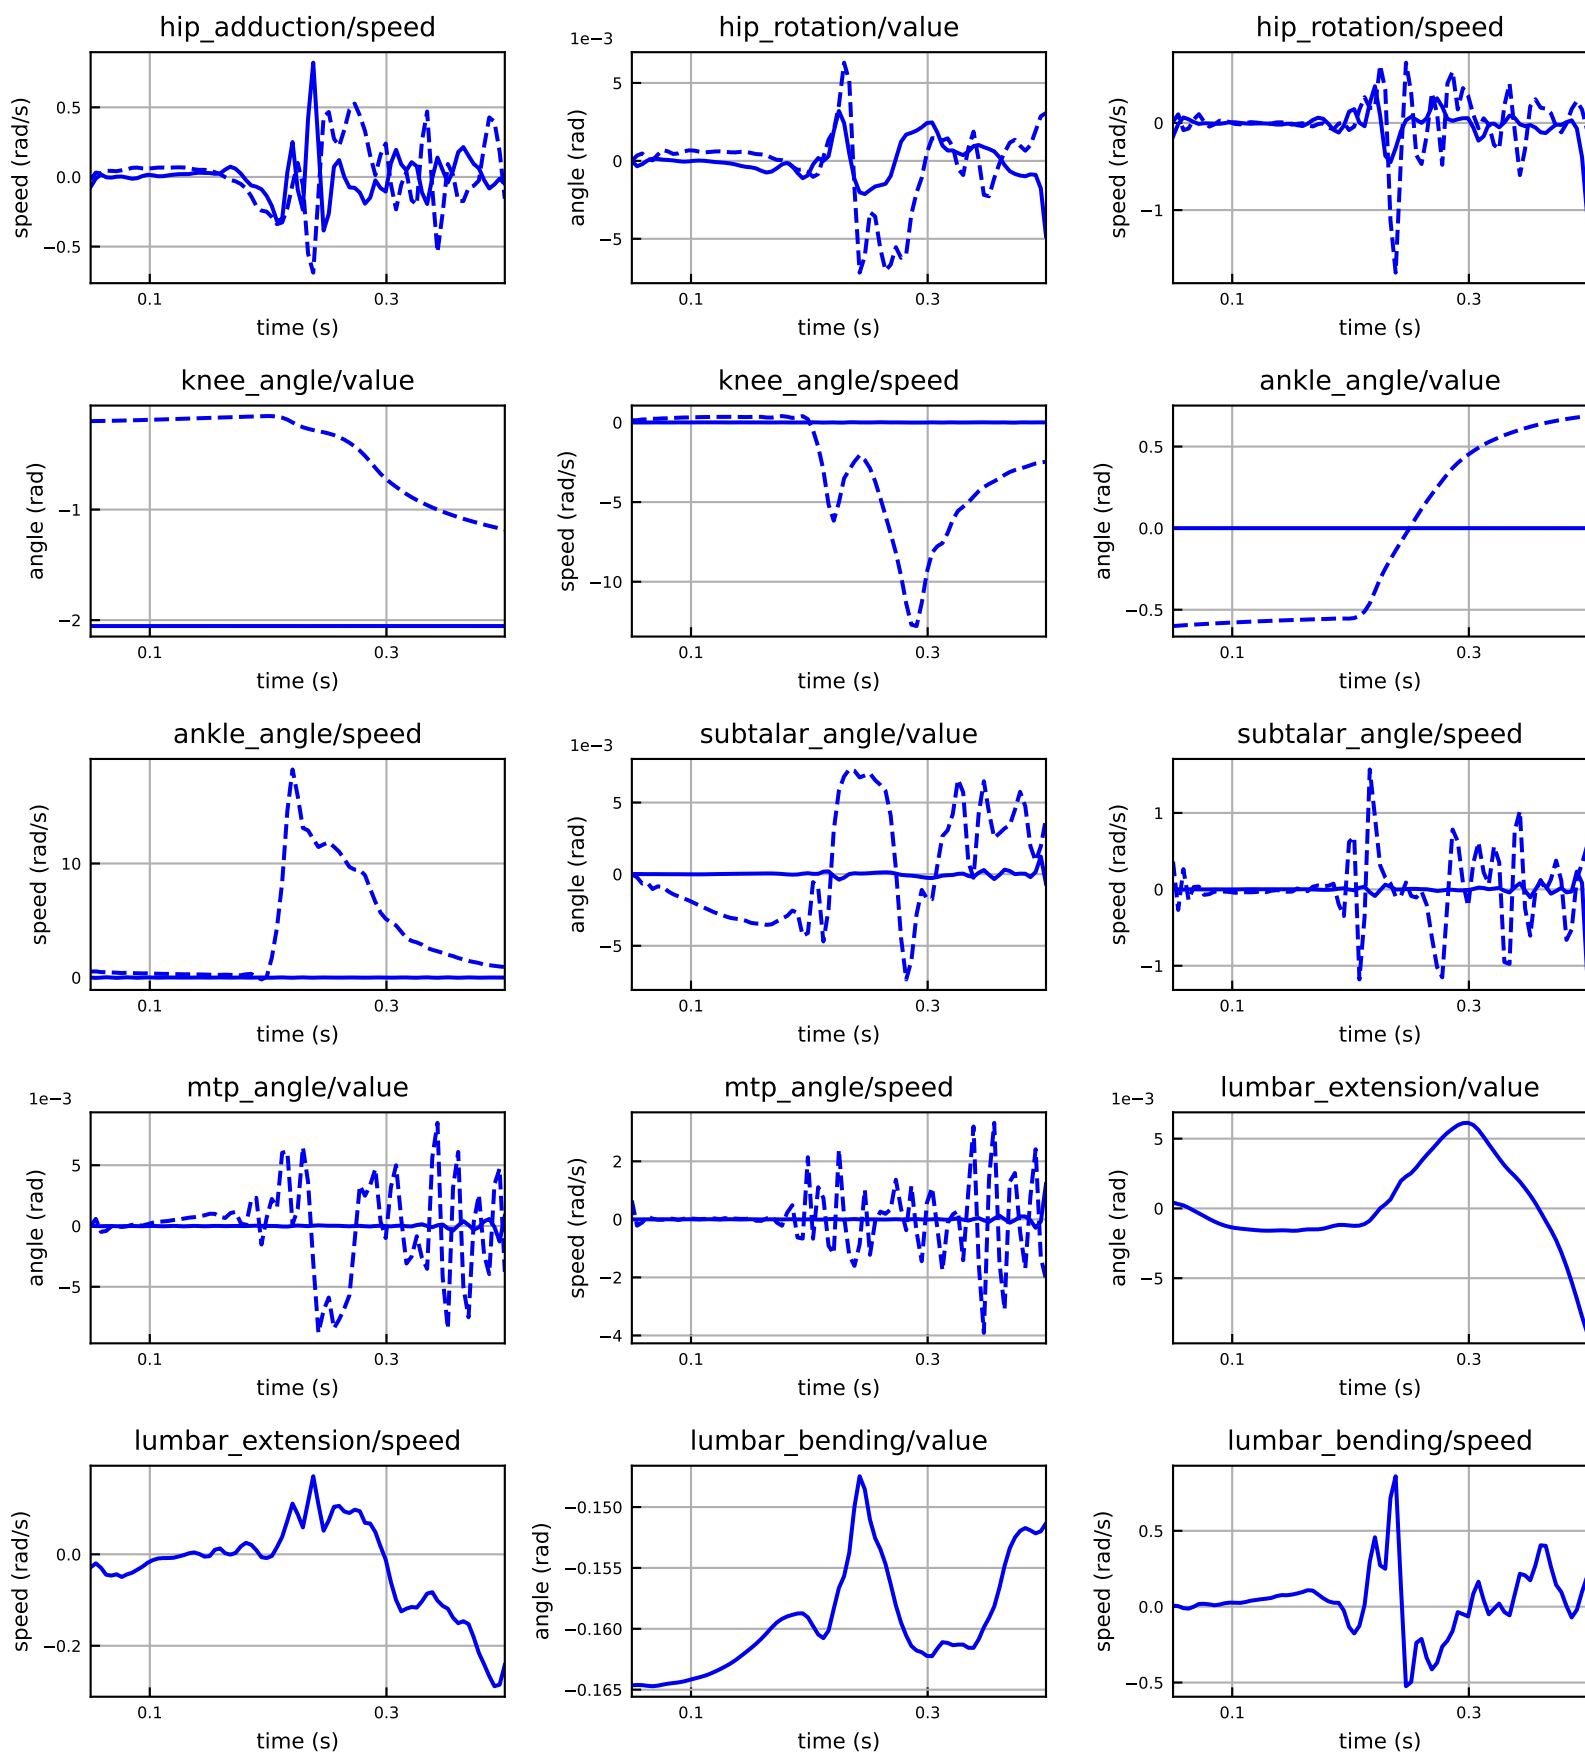 hip_adduction/speed
speed (rad/s)
0.5
0.0
−0.5
0.1
0.3
time (s)
hip_rotation/value
1e−3
angle (rad)
5
0
−5
0.1
0.3
time (s)
hip_rotation/speed
speed (rad/s)
0
−1
0.1
0.3
time (s)
knee_angle/value
angle (rad)
−1
−2
0.1
0.3
time (s)
knee_angle/speed
speed (rad/s)
0
−5
−10
0.1
0.3
time (s)
ankle_angle/value
angle (rad)
0.5
0.0
−0.5
0.1
0.3
time (s)
ankle_angle/speed
speed (rad/s)
10
0
0.1
0.3
time (s)
subtalar_angle/value
1e−3
angle (rad)
5
0
−5
0.1
0.3
time (s)
subtalar_angle/speed
speed (rad/s)
1
0
−1
0.1
0.3
time (s)
mtp_angle/value
1e−3
angle (rad)
5
0
−5
0.1
0.3
time (s)
mtp_angle/speed
speed (rad/s)
2
0
−2
−4
0.1
0.3
time (s)
lumbar_extension/value
1e−3
angle (rad)
5
0
−5
0.1
0.3
time (s)
lumbar_extension/speed
speed (rad/s)
0.0
−0.2
0.1
0.3
time (s)
lumbar_bending/value
angle (rad)
−0.150
−0.155
−0.160
−0.165
0.1
0.3
time (s)
lumbar_bending/speed
speed (rad/s)
0.5
0.0
−0.5
0.1
0.3
time (s)